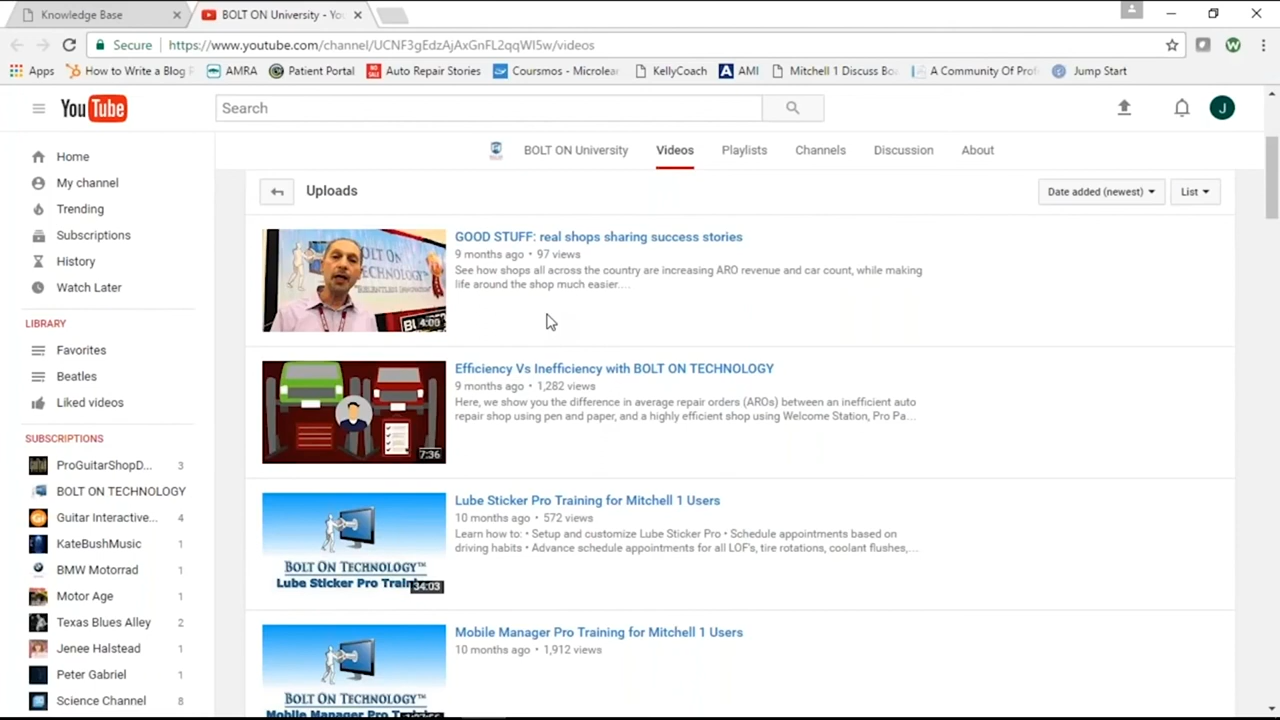 Knowledge Base
BOLT ON University - You
Secure https://www.youtube.com/channel/UCNF3gEdzAjAxGnFL2qqWI5w/videos
Apps How to Write a Blog AMRA Patient Portal Auto Repair Stories Coursmos - Microlear KellyCoach AMI Mitchell 1 Discuss Boa A Community Of Prof Jump Start
YouTube
Search
J
BOLT ON University Videos Playlists Channels Discussion About
Home
My channel
Trending
Subscriptions
History
Watch Later
LIBRARY
Favorites
Beatles
Liked videos
SUBSCRIPTIONS
ProGuitarShopD... 3
BOLT ON TECHNOLOGY
Guitar Interactive... 4
KateBushMusic 1
BMW Motorrad 1
Motor Age 1
Texas Blues Alley 2
Jenee Halstead 1
Peter Gabriel 1
Science Channel 8
Uploads
Date added (newest) List
4:00
GOOD STUFF: real shops sharing success stories
9 months ago • 97 views
See how shops all across the country are increasing ARO revenue and car count, while making
life around the shop much easier....
7:36
Efficiency Vs Inefficiency with BOLT ON TECHNOLOGY
9 months ago • 1,282 views
Here, we show you the difference in average repair orders (AROs) between an inefficient auto
repair shop using pen and paper, and a highly efficient shop using Welcome Station, Pro Pa...
BOLT ON TECHNOLOGY™
Lube Sticker Pro Train
34:03
Lube Sticker Pro Training for Mitchell 1 Users
10 months ago • 572 views
Learn how to: • Setup and customize Lube Sticker Pro • Schedule appointments based on
driving habits • Advance schedule appointments for all LOF's, tire rotations, coolant flushes,...
BOLT ON TECHNOLOGY™
Mobile Manager Pro Tr
Mobile Manager Pro Training for Mitchell 1 Users
10 months ago • 1,912 views